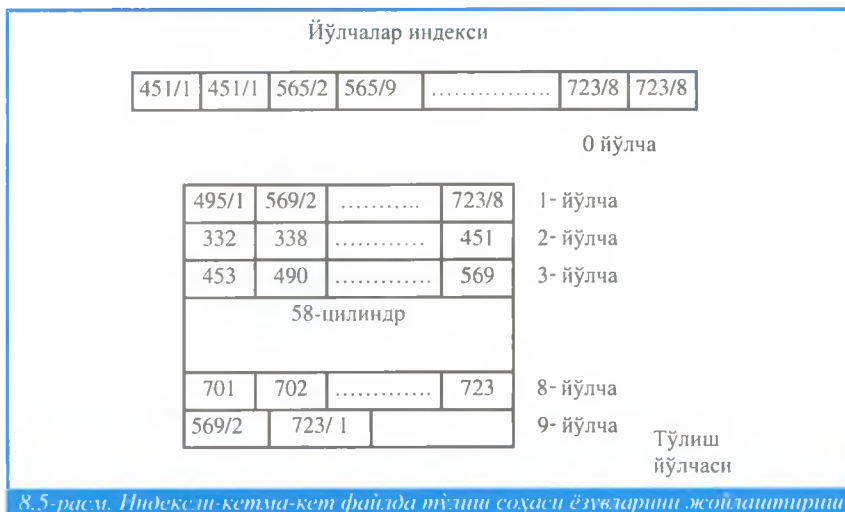 Йўлчалар индекси
451/1 451/1 565/2 565/9 ................ 723/8 723/8
0 йўлча
495/1 569/2 ........... 723/8 1- йўлча
332 338 ............ 451 2- йўлча
453 490 ............. 569 3- йўлча
58-цилиндр
701 702 ............. 723 8- йўлча
569/2 723/ 1 9- йўлча
Тўлиш
йўлчаси
8.5-расм. Индексли-кетма-кет файлда тўлиш соҳаси ёзувларини жойлаштириш